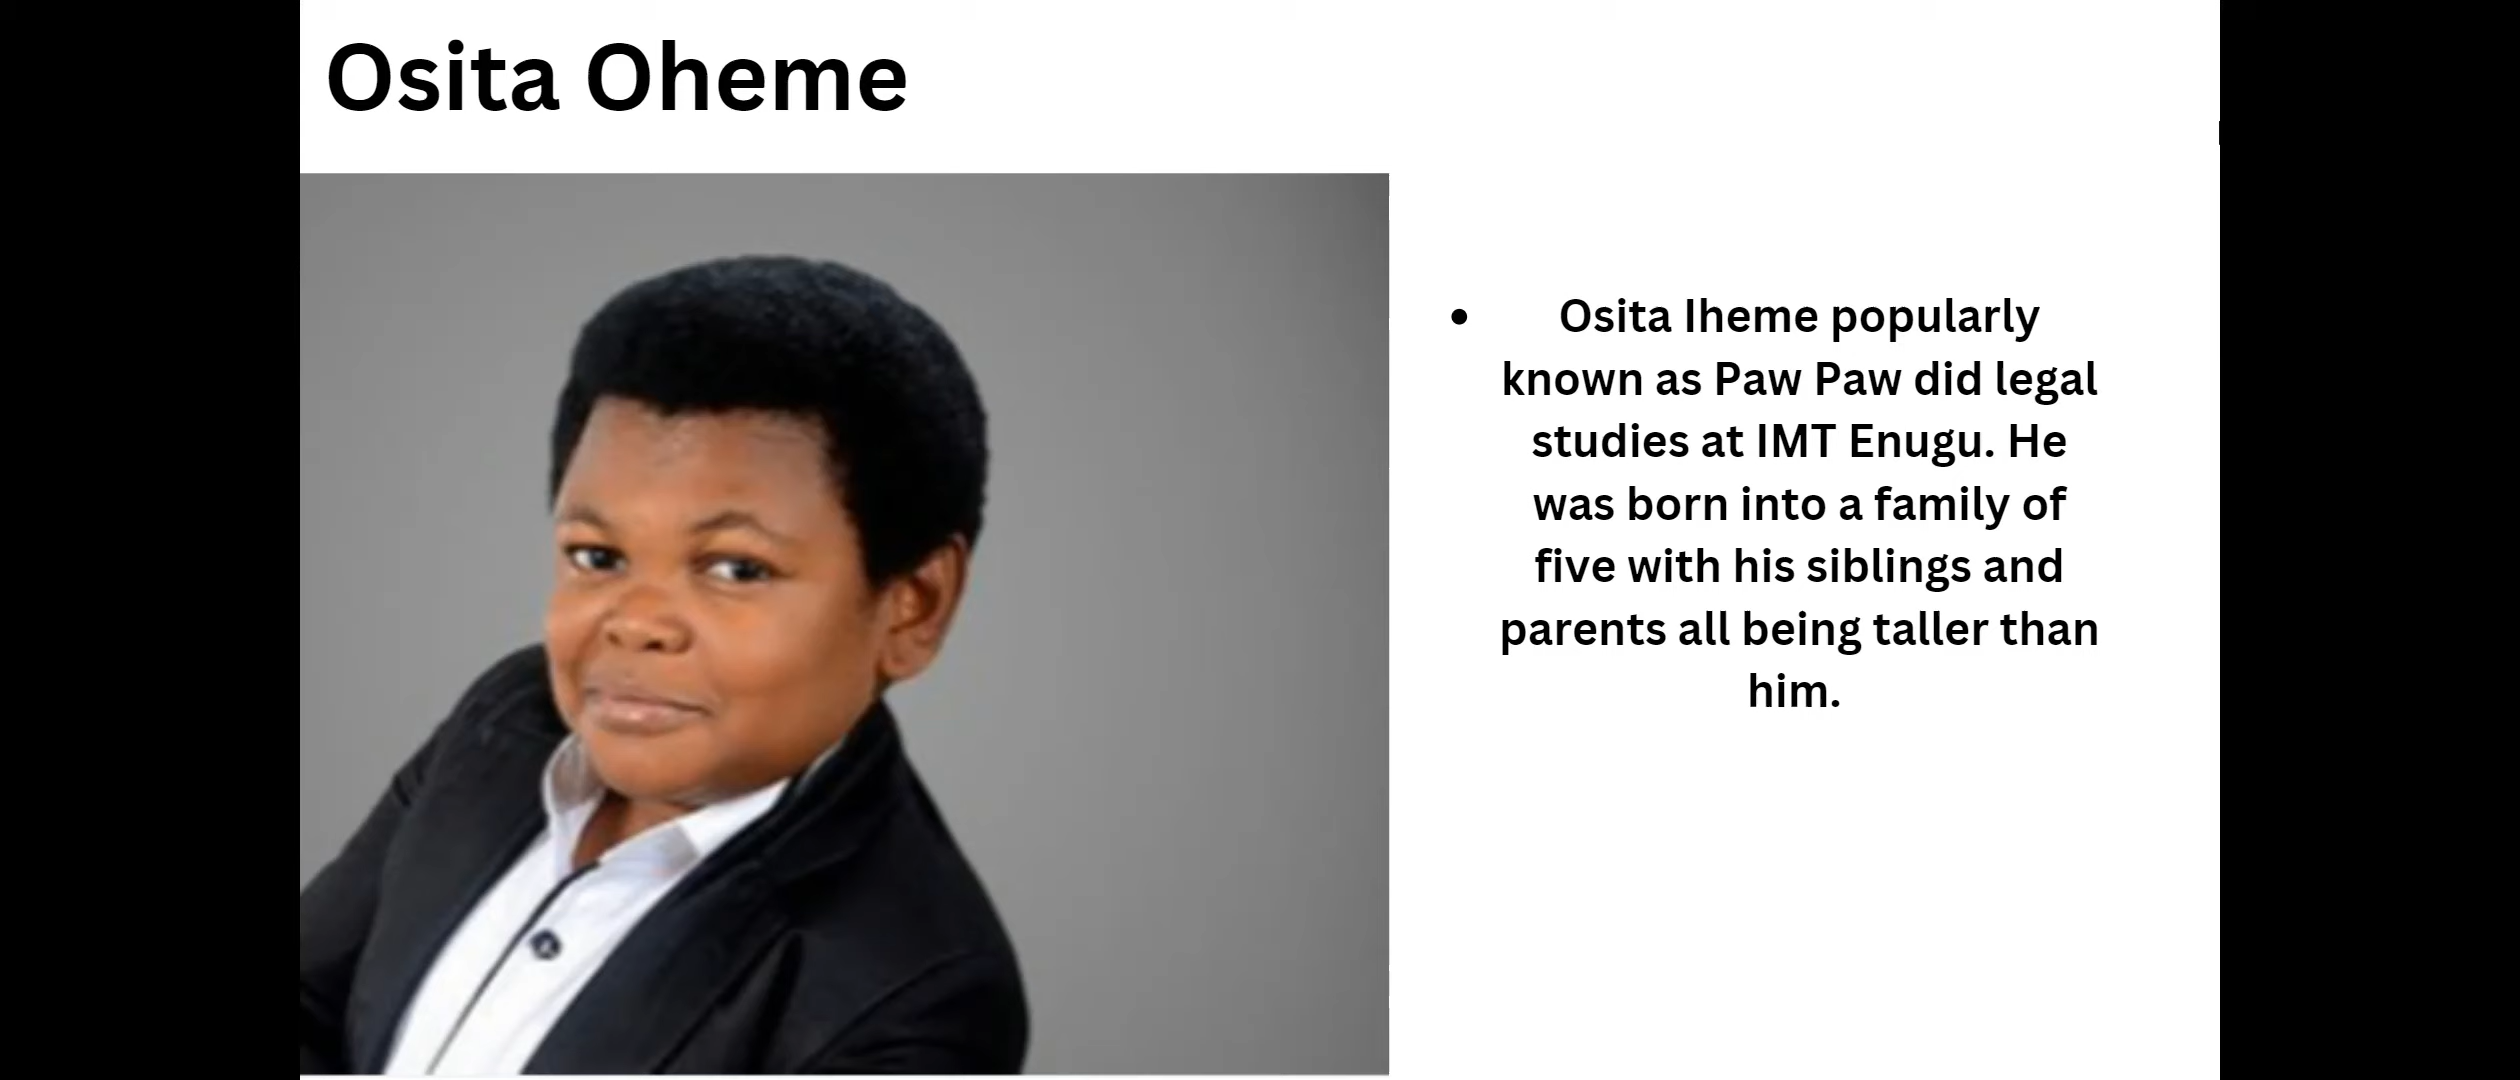 Osita Oheme
• Osita Iheme popularly
known as Paw Paw did legal
studies at IMT Enugu. He
was born into a family of
five with his siblings and
parents all being taller than
him.